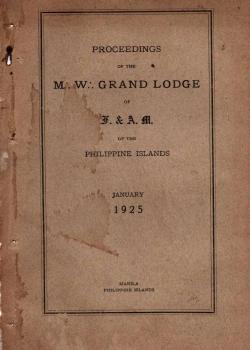 PROCEEDINGS
OF THE
M∴ W∴ GRAND LODGE
OF
F. & A. M.
OF THE
PHILIPPINE ISLANDS
JANUARY
1925
MANILA
PHILIPPINE ISLANDS